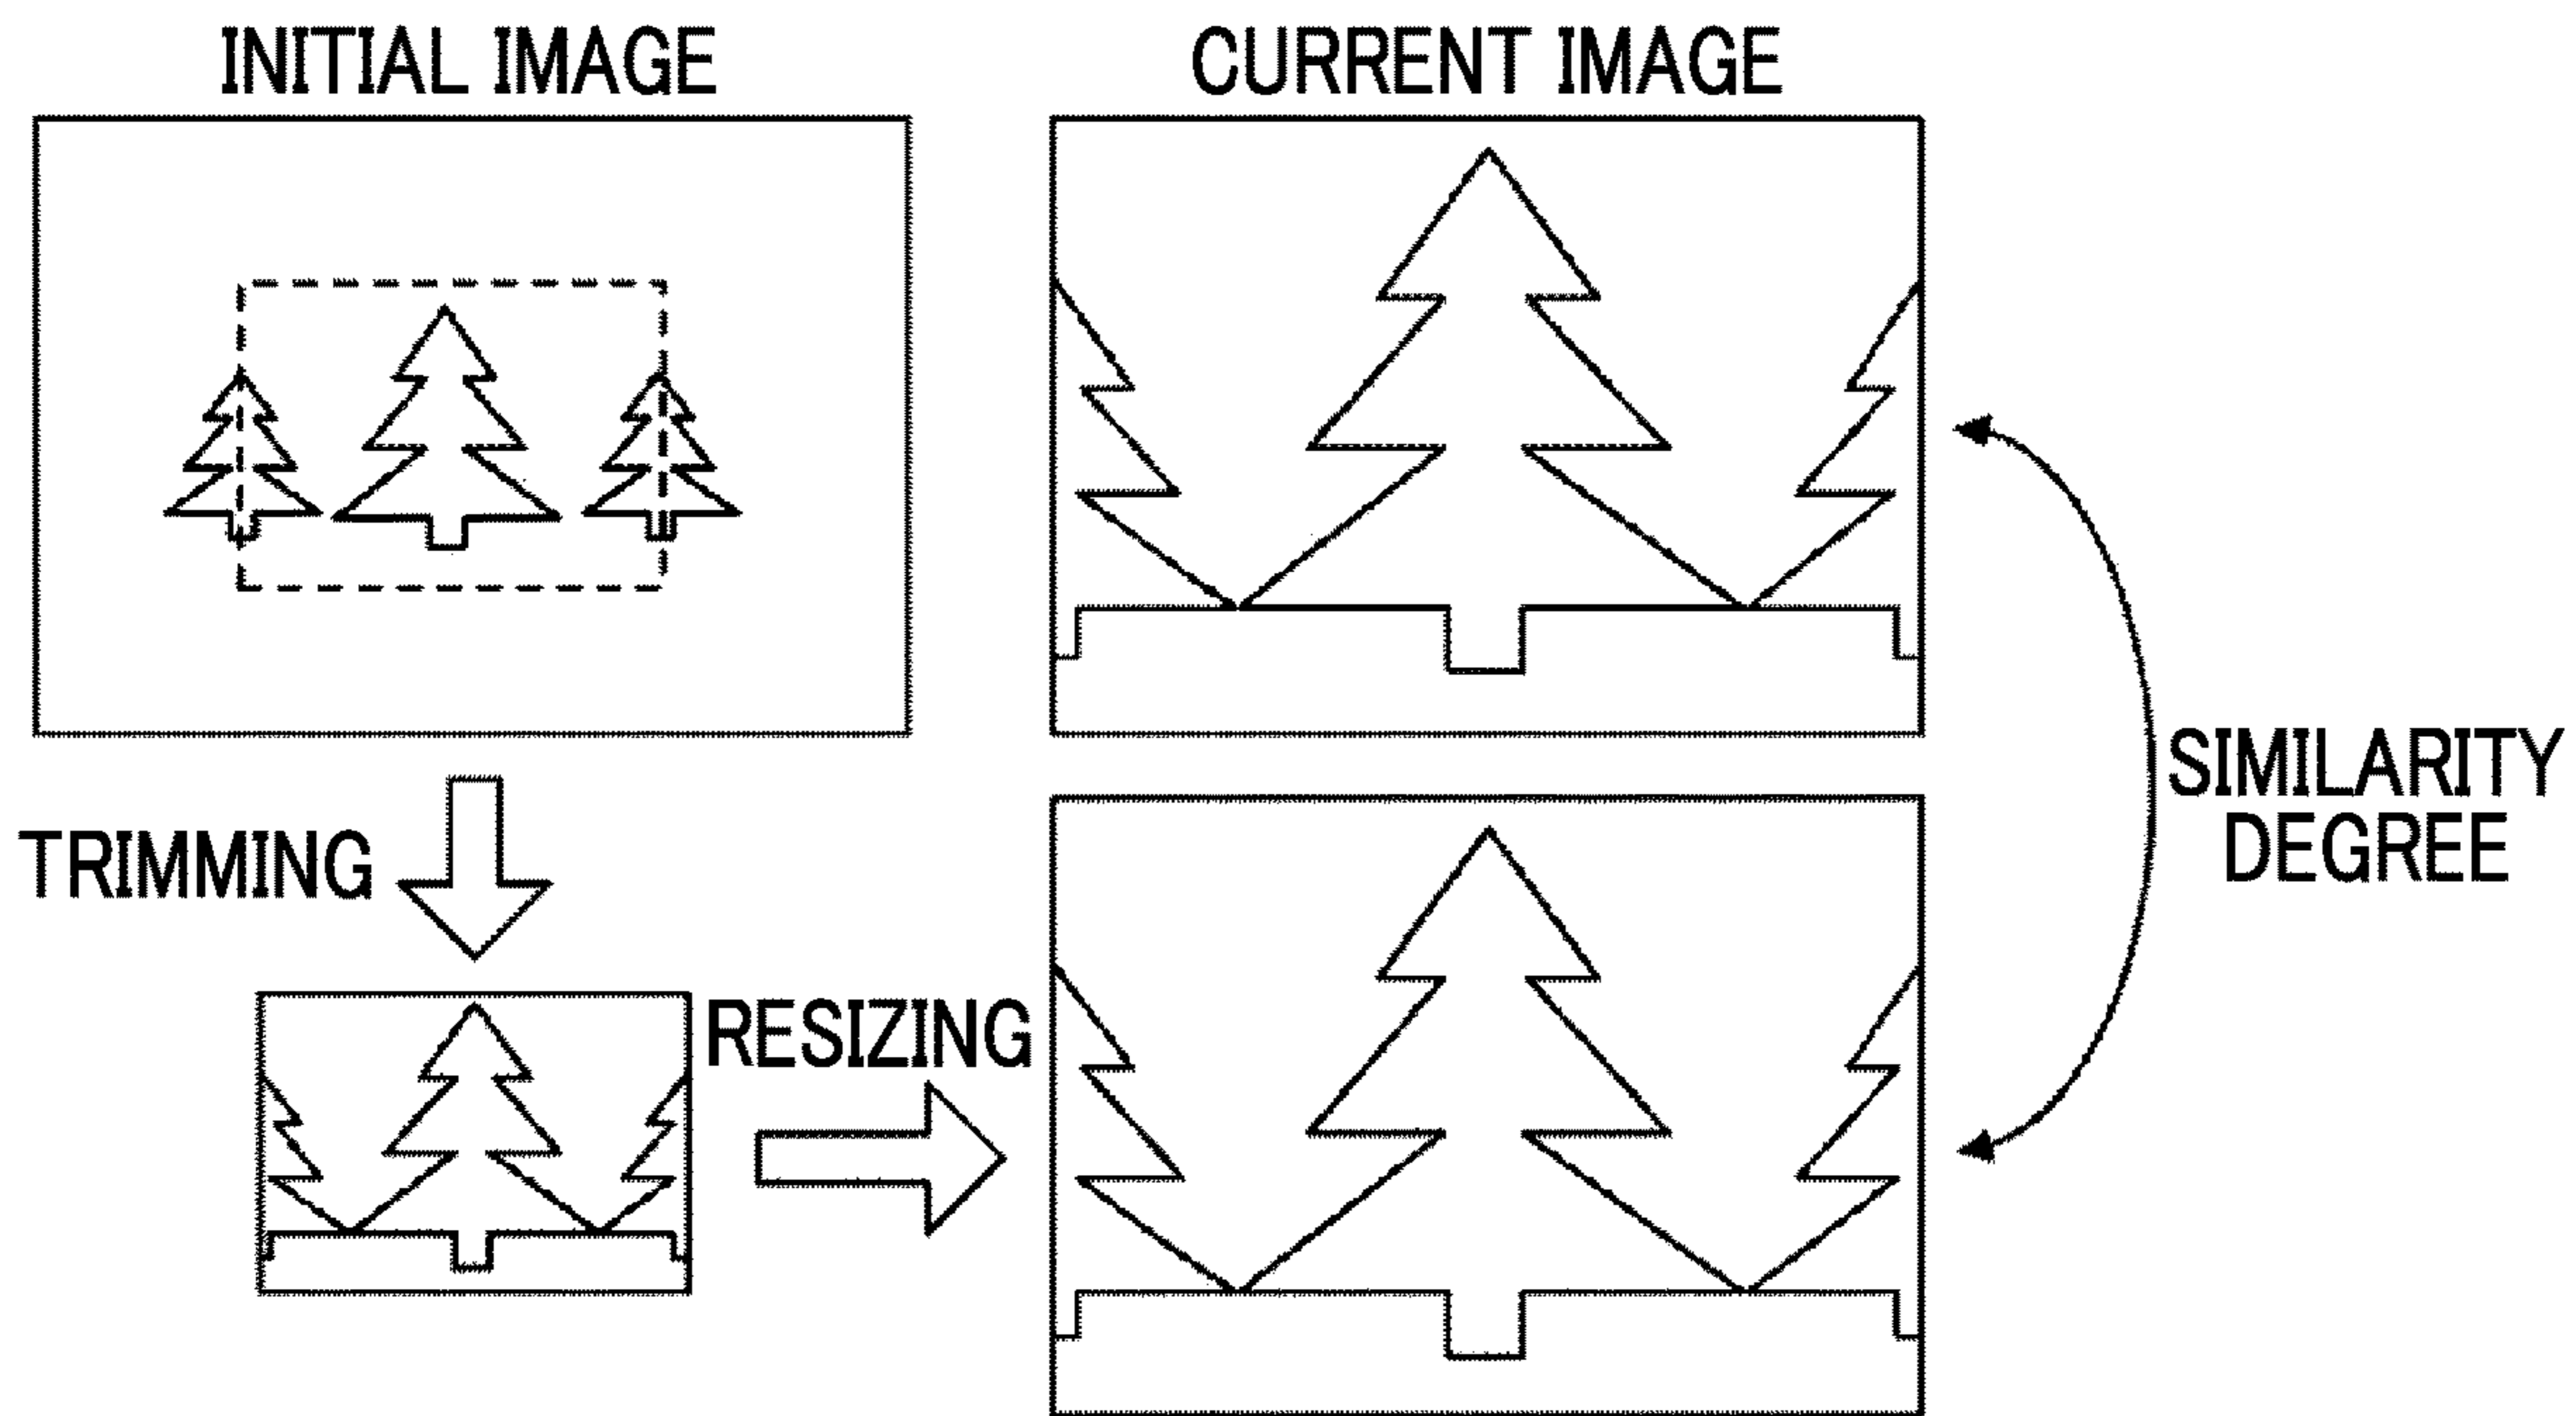 INITIAL IMAGE
CURRENT IMAGE
TRIMMING
RESIZING
SIMILARITY
DEGREE